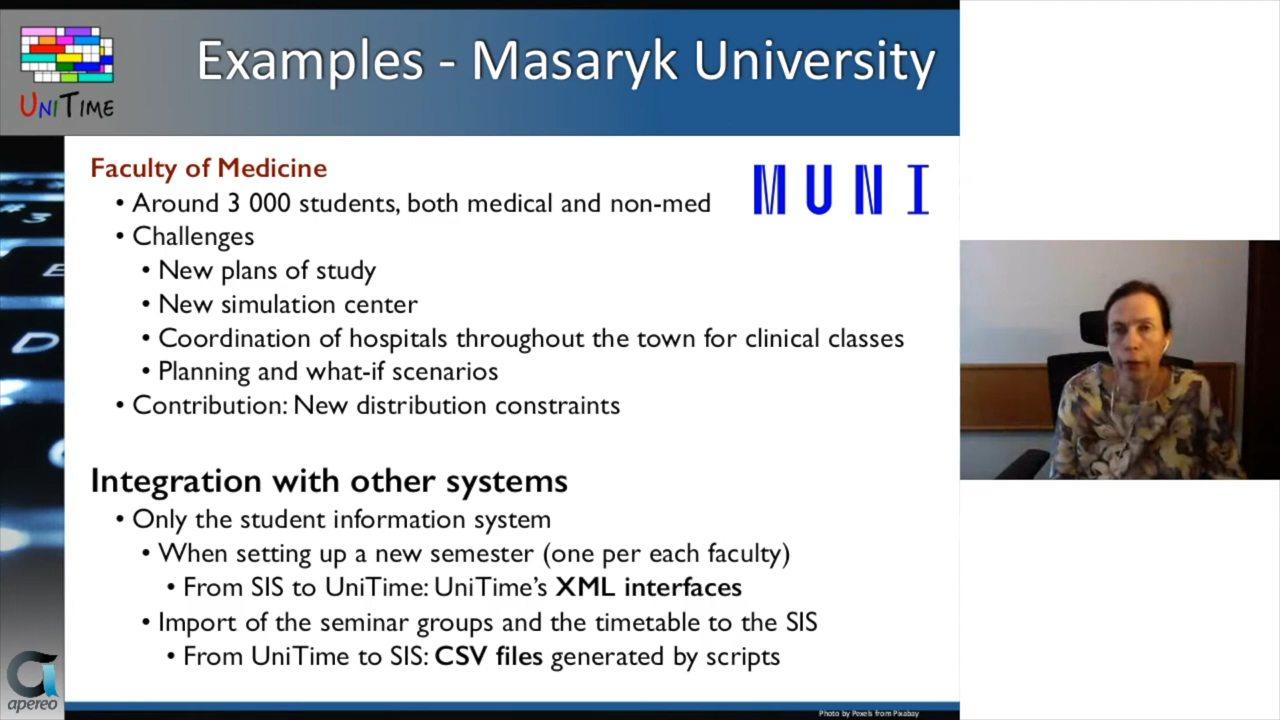 UNITIME
Examples - Masaryk University
Faculty of Medicine
MUNI
• Around 3 000 students, both medical and non-med
• Challenges
• New plans of study
• New simulation center
• Coordination of hospitals throughout the town for clinical classes
• Planning and what-if scenarios
• Contribution: New distribution constraints
Integration with other systems
• Only the student information system
• When setting up a new semester (one per each faculty)
• From SIS to UniTime: UniTime's XML interfaces
• Import of the seminar groups and the timetable to the SIS
• From UniTime to SIS: CSV files generated by scripts
apereo
Photo by Pexels from Pixabay
#3
E
D